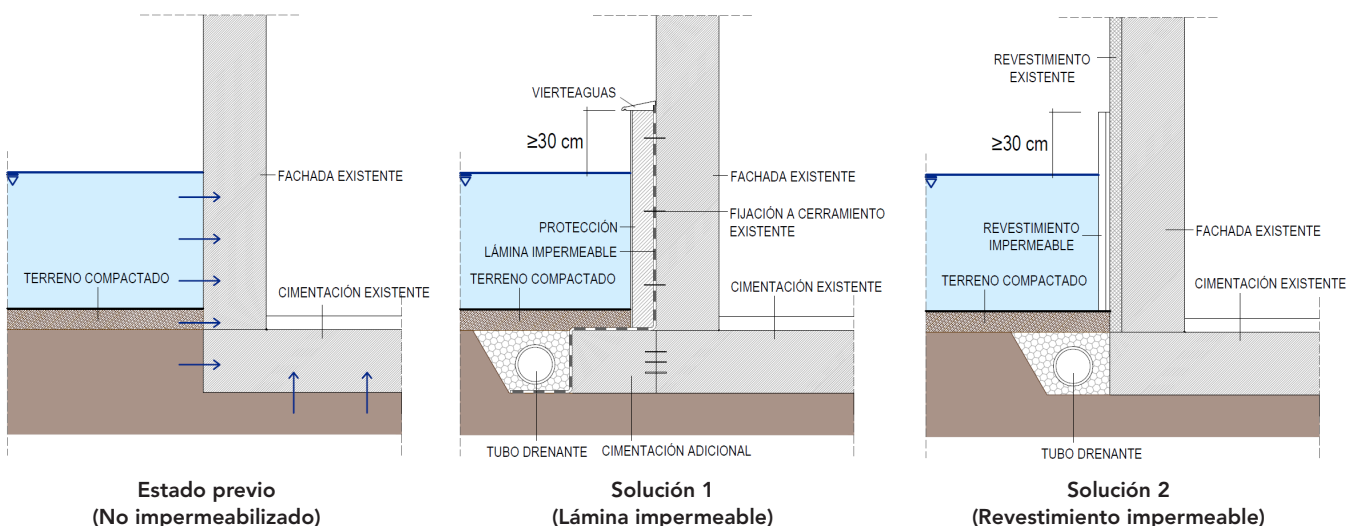 FACHADA EXISTENTE
TERRENO COMPACTADO
CIMENTACIÓN EXISTENTE
Estado previo
(No impermeabilizado)
VIERTEAGUAS
≥30 cm
FACHADA EXISTENTE
FIJACIÓN A CERRAMIENTO
EXISTENTE
PROTECCIÓN
LÁMINA IMPERMEABLE
TERRENO COMPACTADO
CIMENTACIÓN EXISTENTE
TUBO DRENANTE
CIMENTACIÓN ADICIONAL
Solución 1
(Lámina impermeable)
REVESTIMIENTO
EXISTENTE
≥30 cm
REVESTIMIENTO
IMPERMEABLE
FACHADA EXISTENTE
TERRENO COMPACTADO
CIMENTACIÓN EXISTENTE
TUBO DRENANTE
Solución 2
(Revestimiento impermeable)